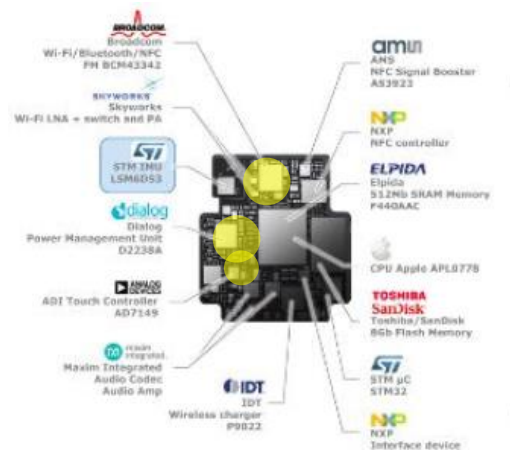 BROADCOM
Broadcom
Wi-Fi/Bluetooth/NFC
FM BCM43342
SKYWORKS
Skyworks
Wi-Fi LNA + switch and PA
STM IMU
LSM6DS3
dialog
Dialog
Power Management Unit
D2238A
ANALOG
DEVICES
ADI Touch Controller
AD7149
maxim
integrated
Maxim Integrated
Audio Codec
Audio Amp
IDT
IDT
Wireless charger
P9022
ams
AMS
NFC Signal Booster
AS3923
NXP
NXP
NFC controller
ELPIDA
Elpida
512Mb SRAM Memory
F440AAC
CPU Apple APL0778
TOSHIBA
SanDisk
Toshiba/SanDisk
8Gb Flash Memory
ST
STM µC
STM32
NXP
NXP
Interface device